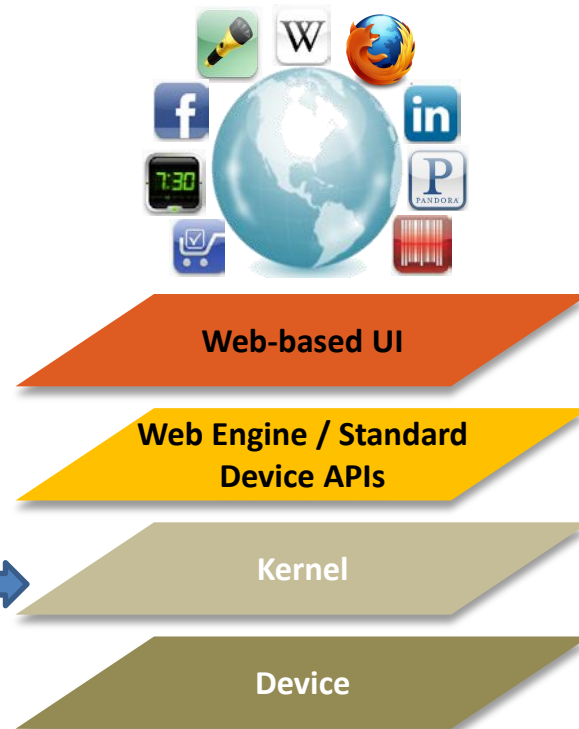 W
f
in
7:30
P
PANDORA
Web-based UI
Web Engine / Standard
Device APIs
Kernel
Device